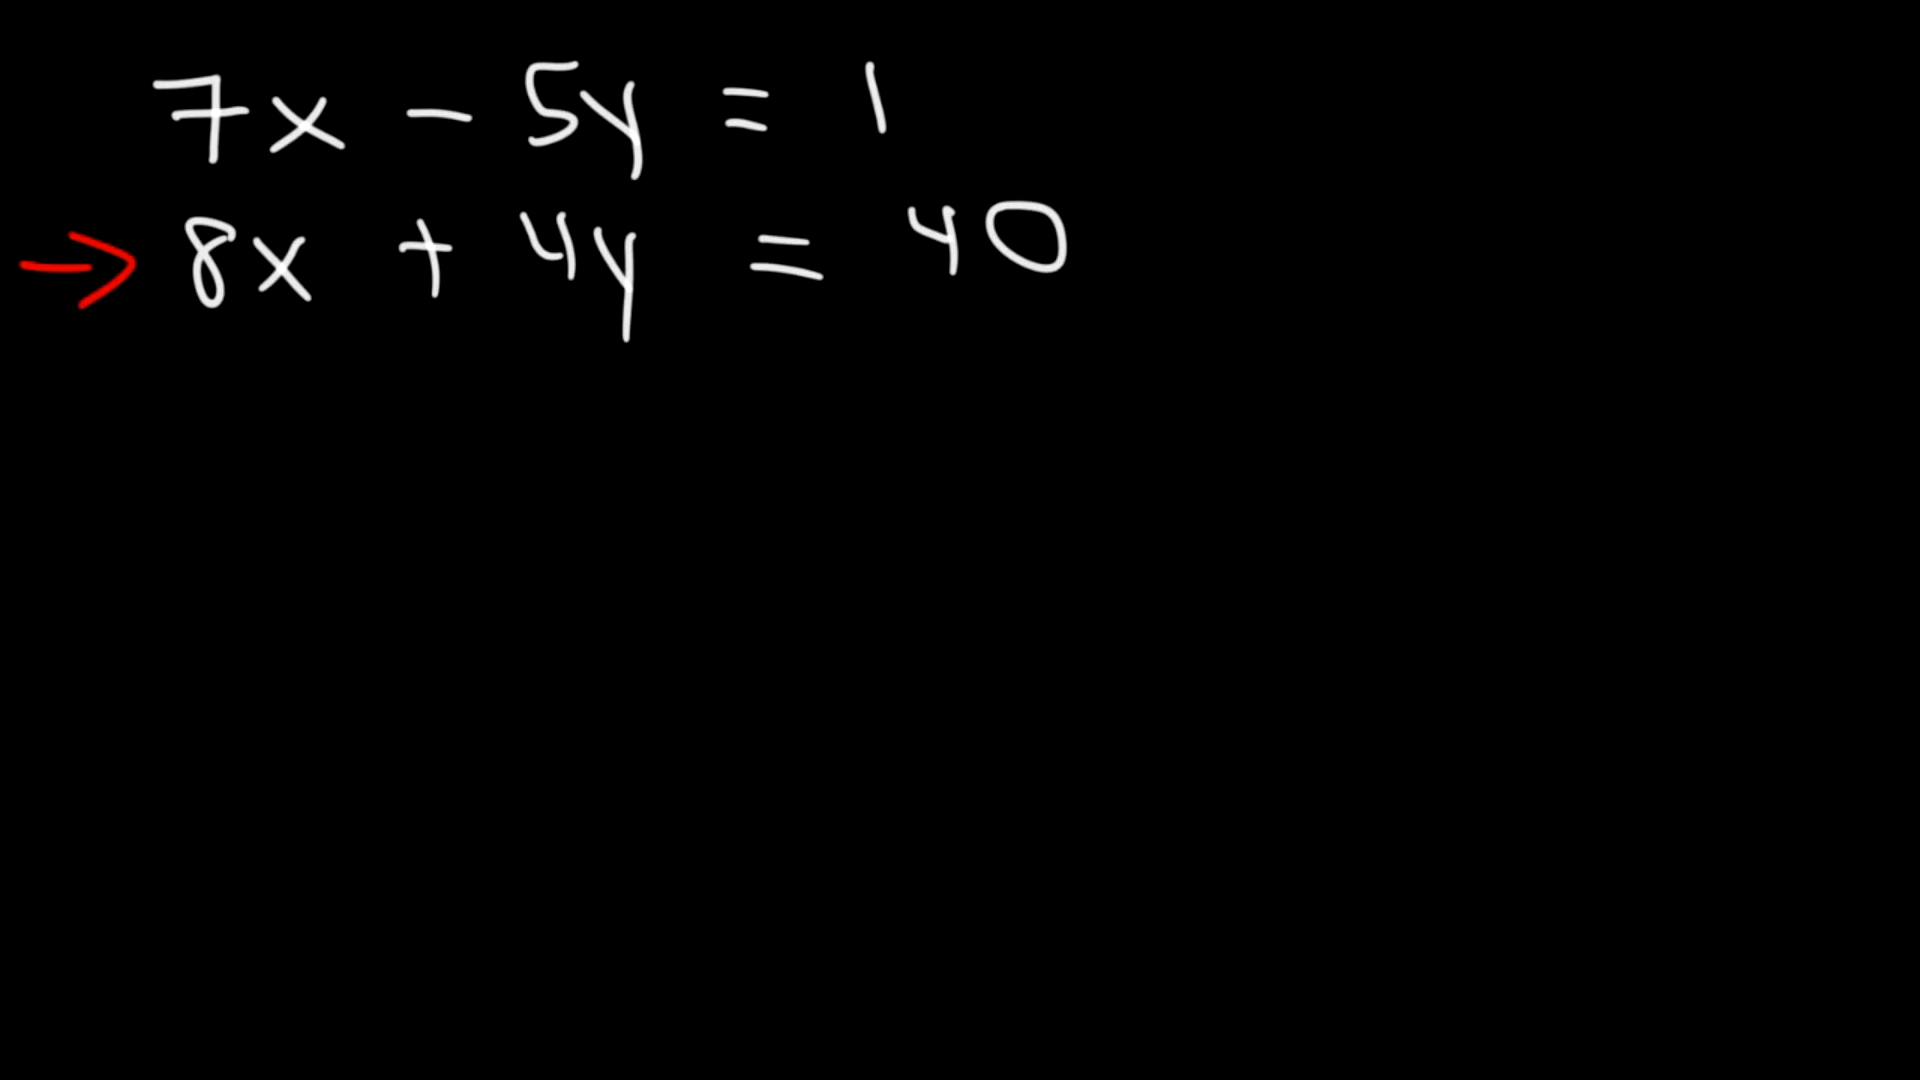 7x - 5y = 1
→ 8x + 4y = 40